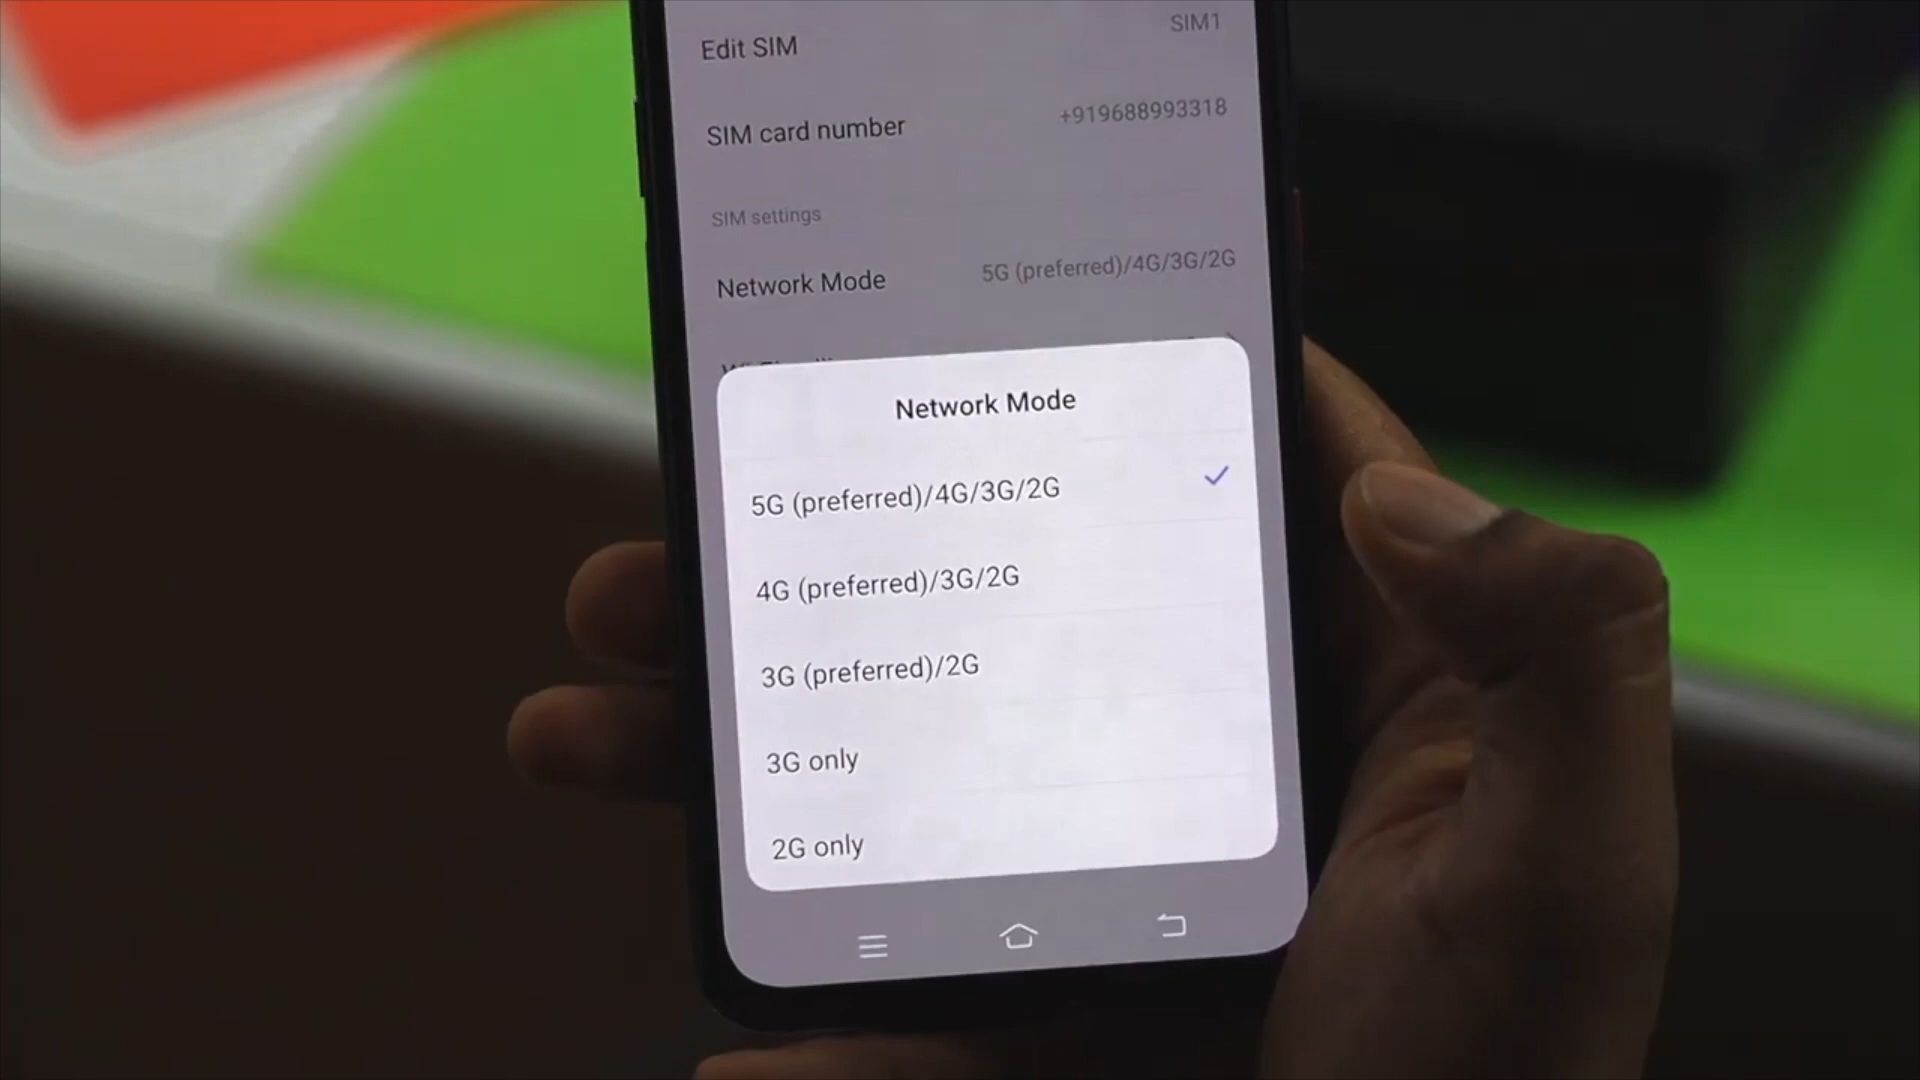 Edit SIM SIM1
SIM card number +919688993318
SIM settings
Network Mode 5G (preferred)/4G/3G/2G
Network Mode
5G (preferred)/4G/3G/2G
4G (preferred)/3G/2G
3G (preferred)/2G
3G only
2G only